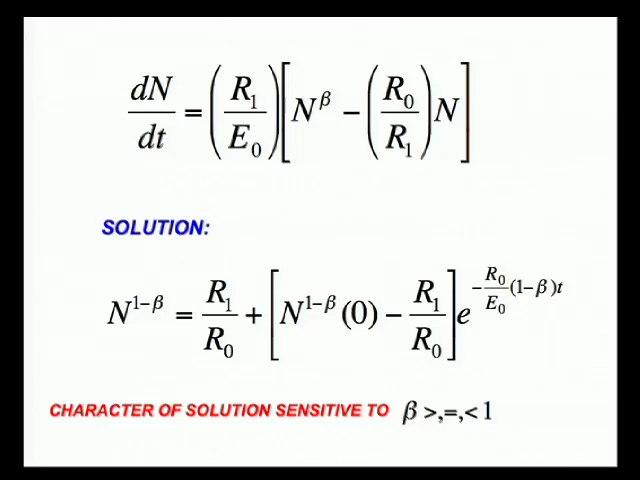 dN/dt = (R₁/E₀)[N^β − (R₀/R₁)N]
SOLUTION:
N^{1−β} = R₁/R₀ + [N^{1−β}(0) − R₁/R₀]e^{−(R₀/E₀)(1−β)t}
CHARACTER OF SOLUTION SENSITIVE TO β >,=,< 1